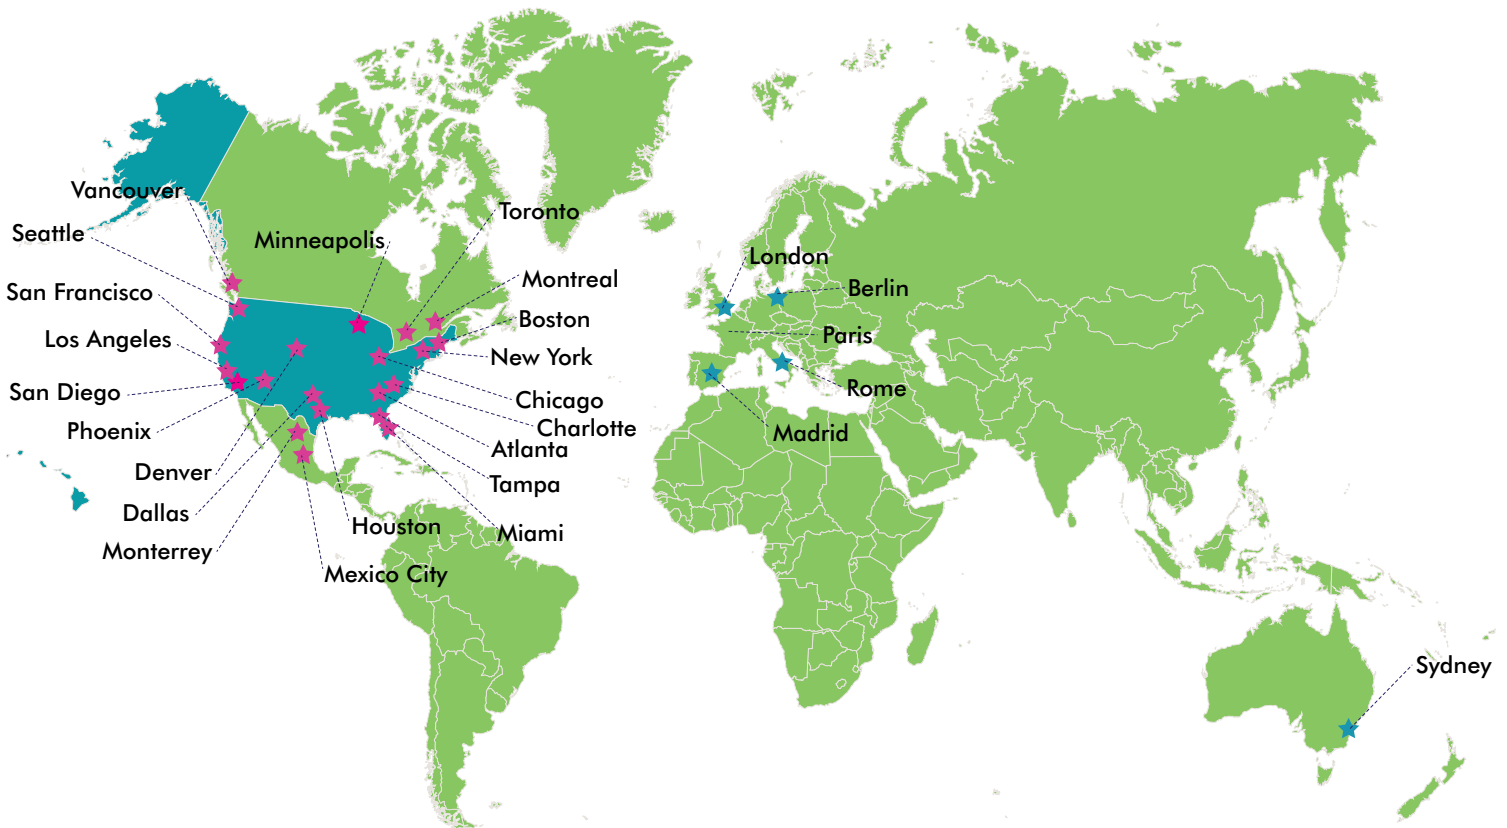 Vancouver
Toronto
Seattle
Minneapolis
London
Montreal
Berlin
San Francisco
Boston
Paris
Los Angeles
New York
Rome
San Diego
Chicago
Charlotte
Phoenix
Madrid
Atlanta
Denver
Tampa
Dallas
Houston
Miami
Monterrey
Mexico City
Sydney